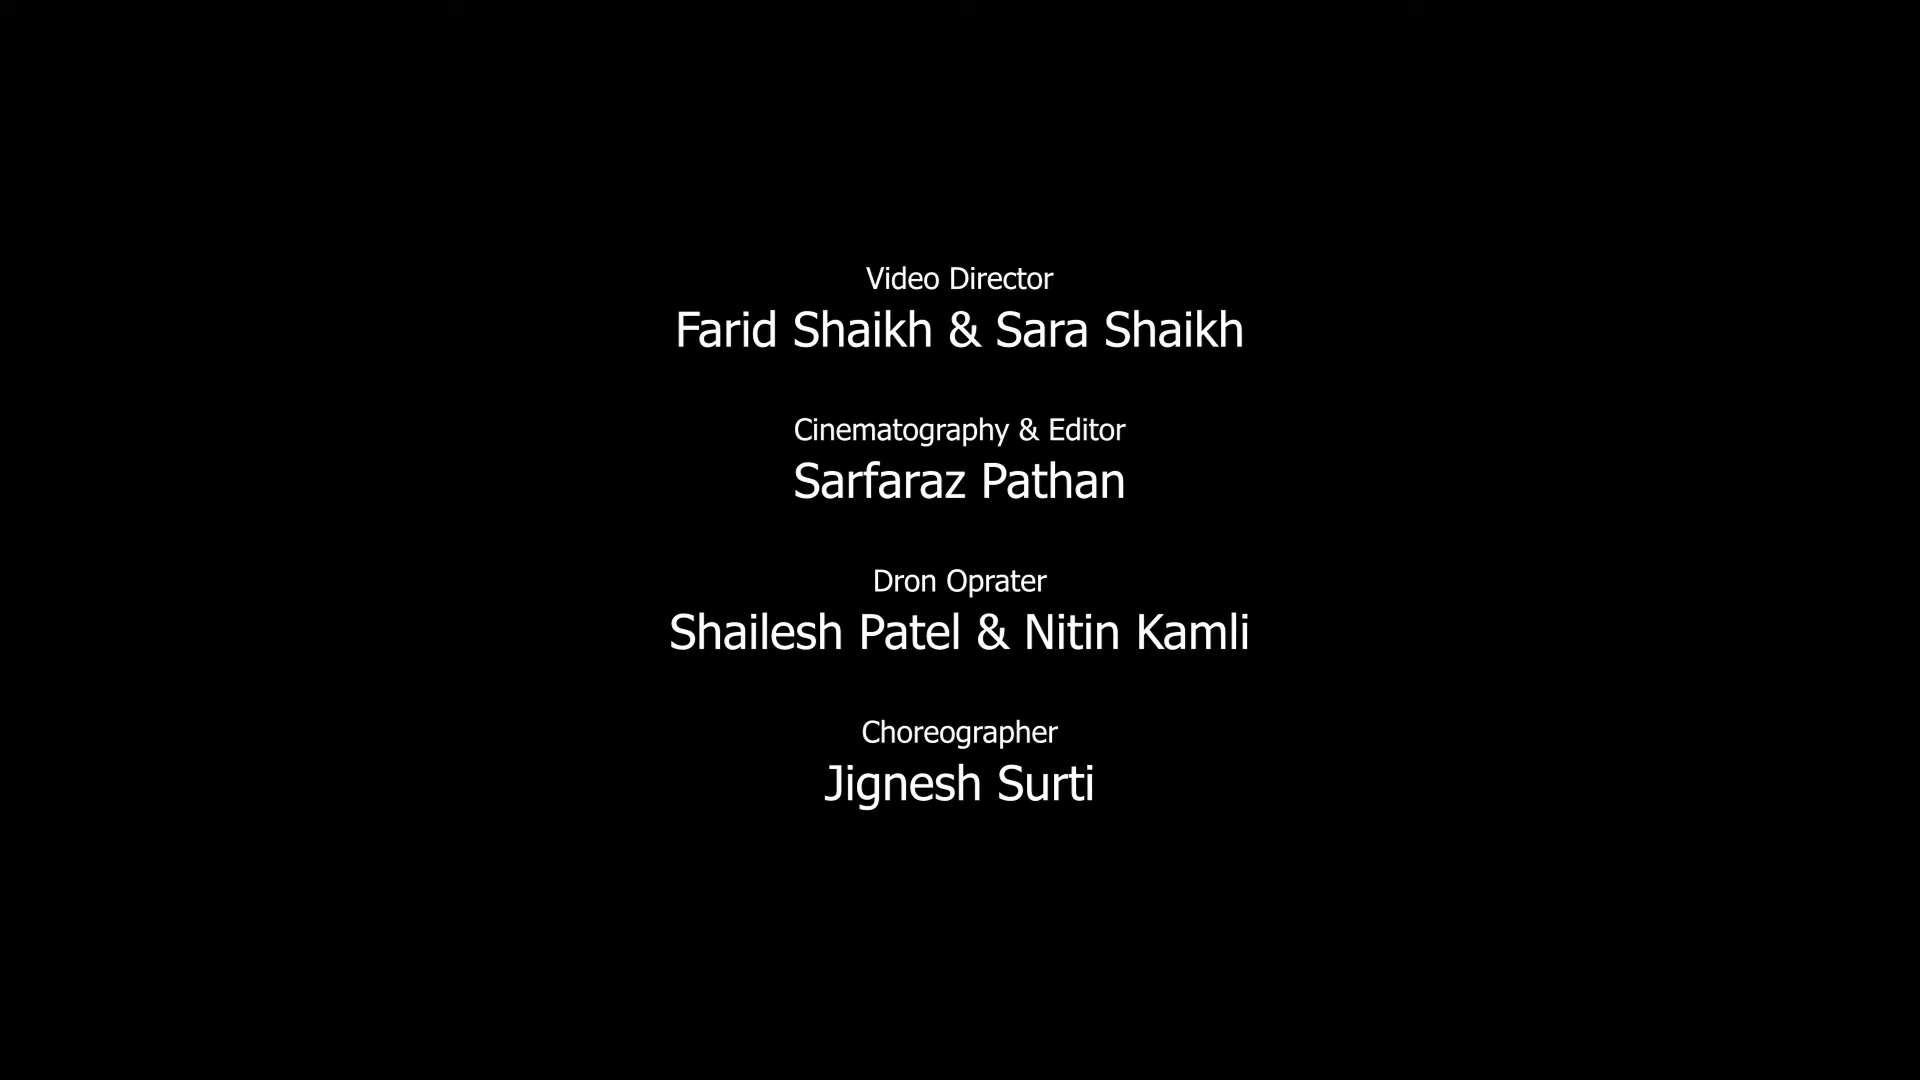 Video Director
Farid Shaikh & Sara Shaikh
Cinematography & Editor
Sarfaraz Pathan
Dron Oprater
Shailesh Patel & Nitin Kamli
Choreographer
Jignesh Surti